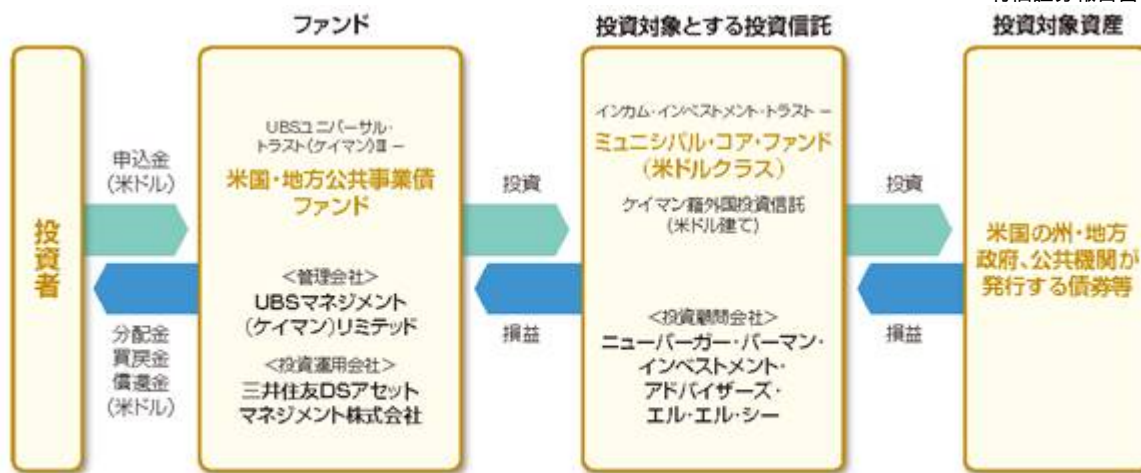 ファンド
投資対象とする投資信託
投資対象資産
投資者
申込金
(米ドル)
分配金
買戻金
償還金
(米ドル)
UBSユニバーサル・
トラスト(ケイマン)Ⅲ－
米国・地方公共事業債
ファンド
<管理会社>
UBSマネジメント
(ケイマン)リミテッド
<投資運用会社>
三井住友DSアセット
マネジメント株式会社
投資
損益
インカム・インベストメント・トラスト－
ミュニシパル・コア・ファンド
(米ドルクラス)
ケイマン籍外国投資信託
(米ドル建て)
<投資顧問会社>
ニューバーガー・バーマン・
インベストメント・
アドバイザーズ・
エル・エル・シー
投資
損益
米国の州・地方
政府、公共機関が
発行する債券等